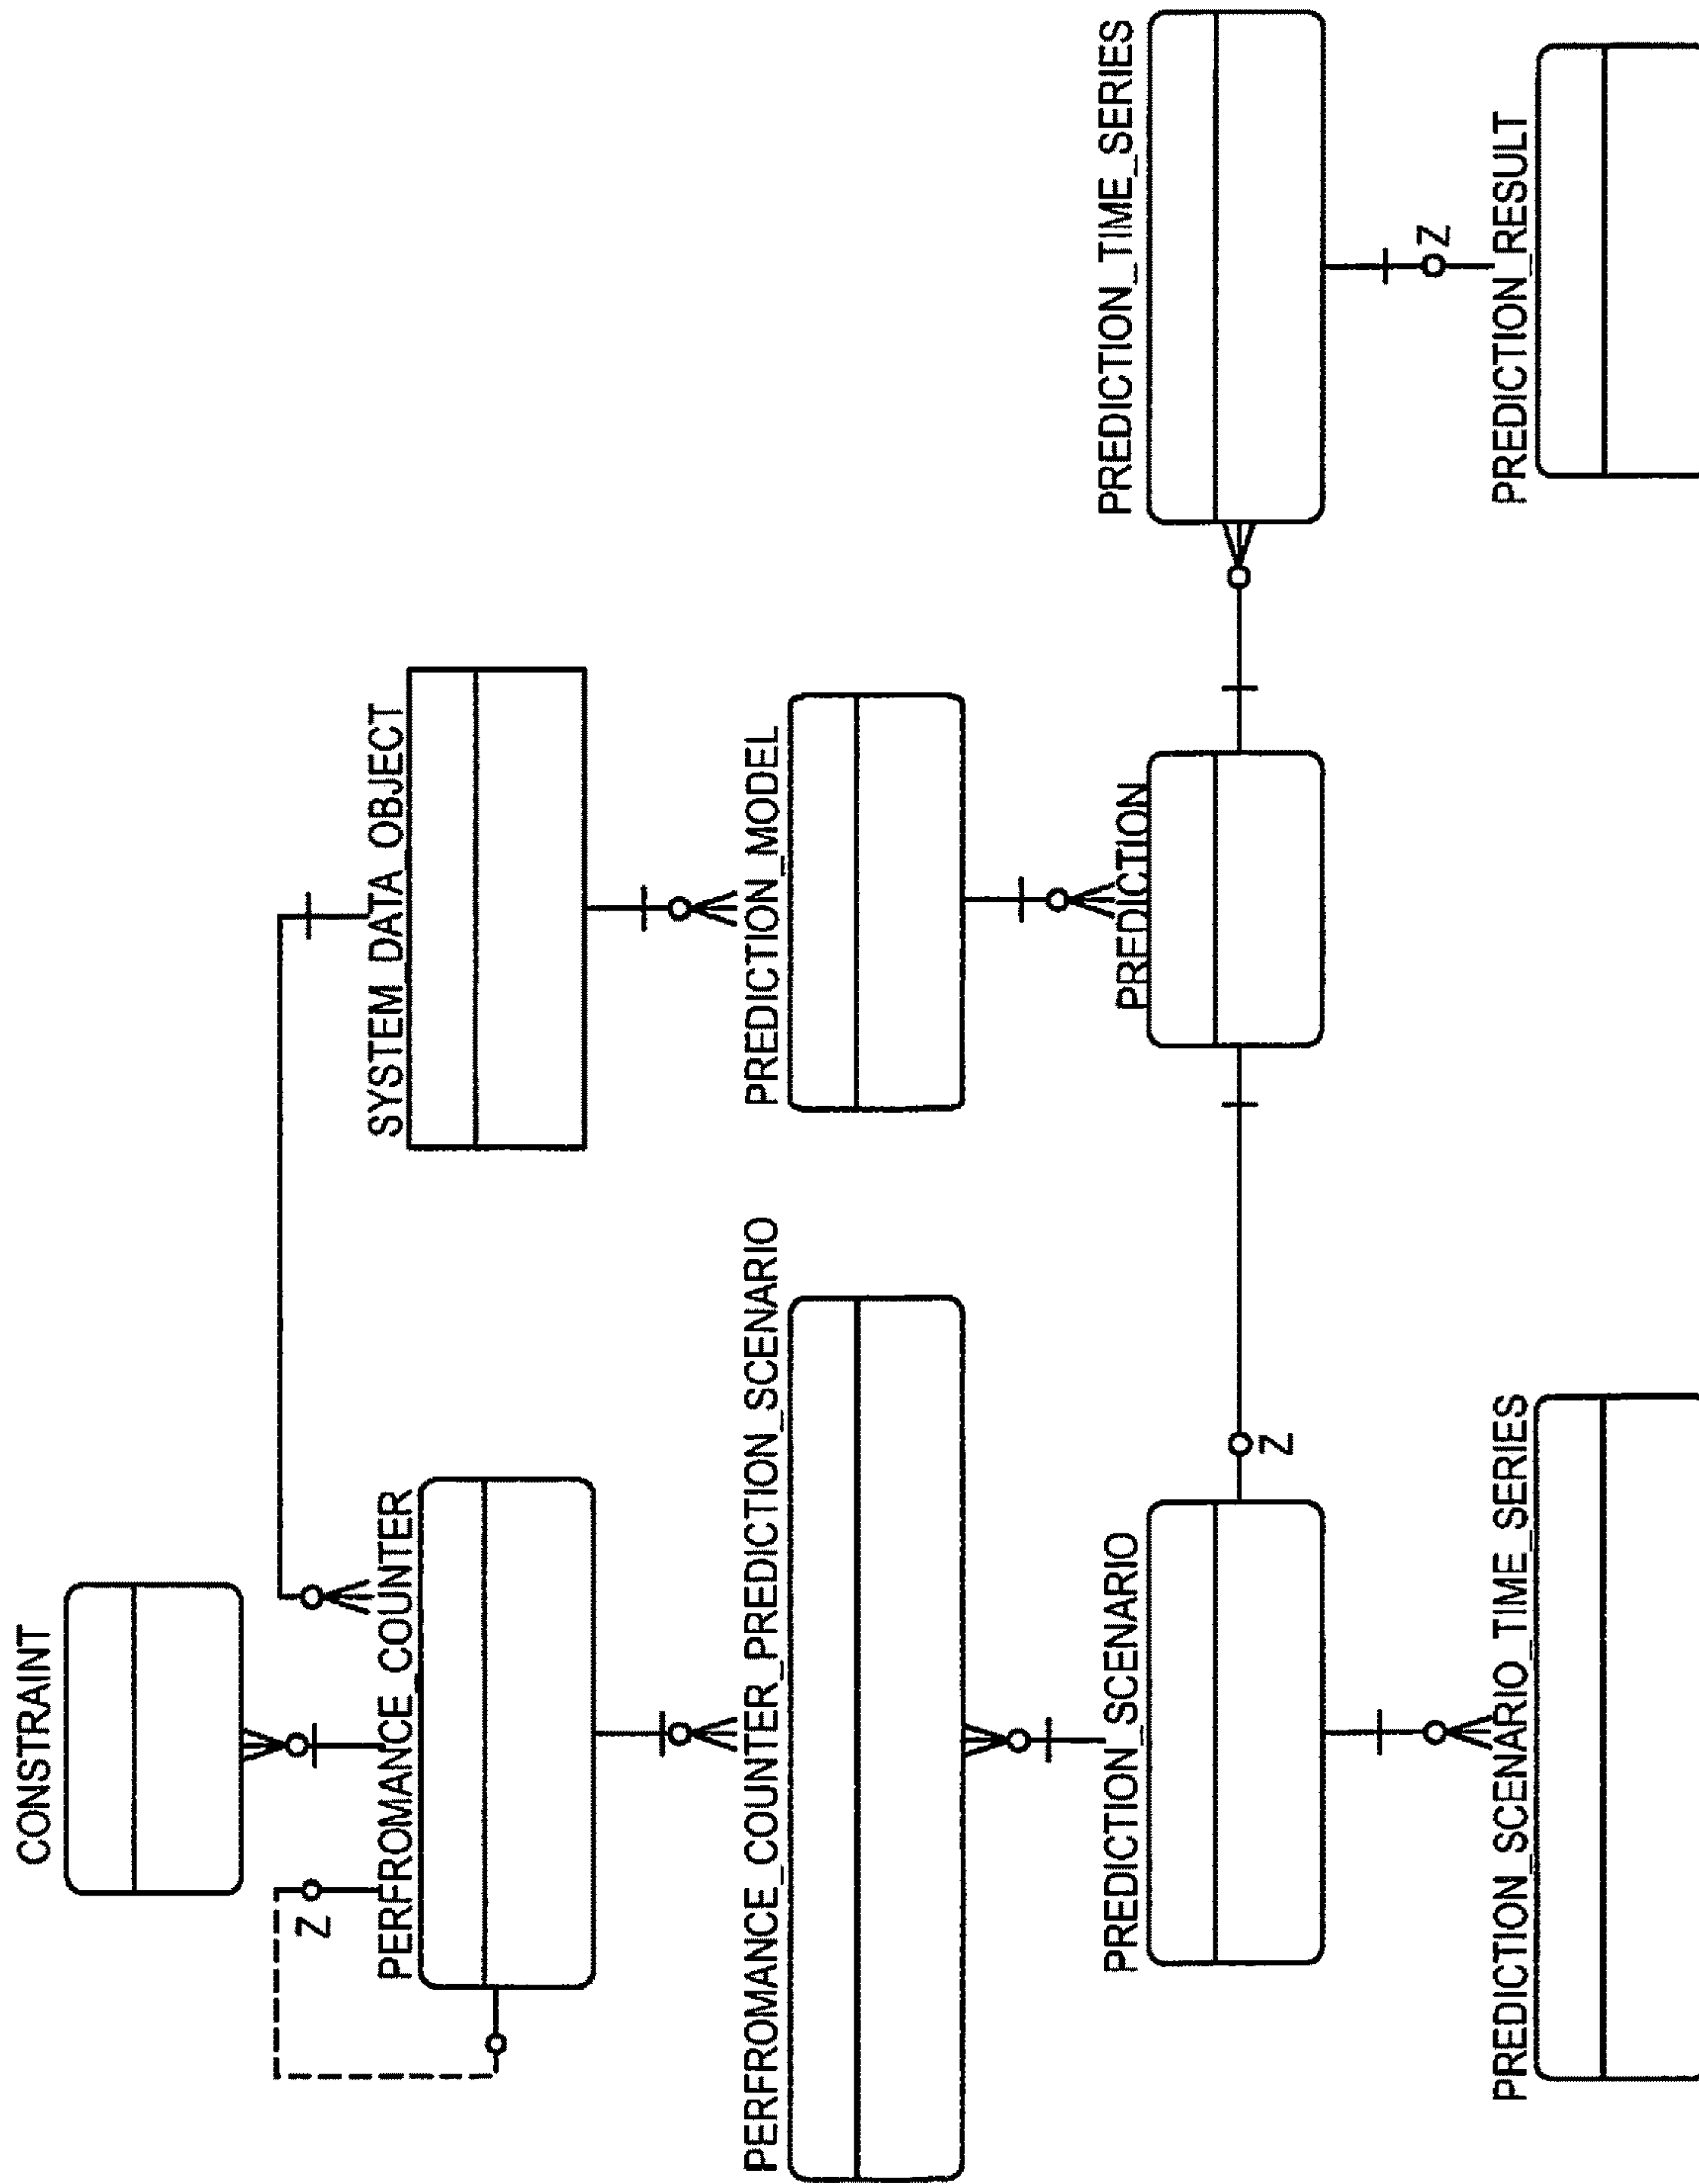 CONSTRAINT
Z
PERFROMANCE_COUNTER
SYSTEM_DATA_OBJECT
PERFROMANCE_COUNTER_PREDICTION_SCENARIO
PREDICTION_MODEL
PREDICTION_SCENARIO
PREDICTION
PREDICTION_TIME_SERIES
Z
Z
PREDICTION_SCENARIO_TIME_SERIES
PREDICTION_RESULT